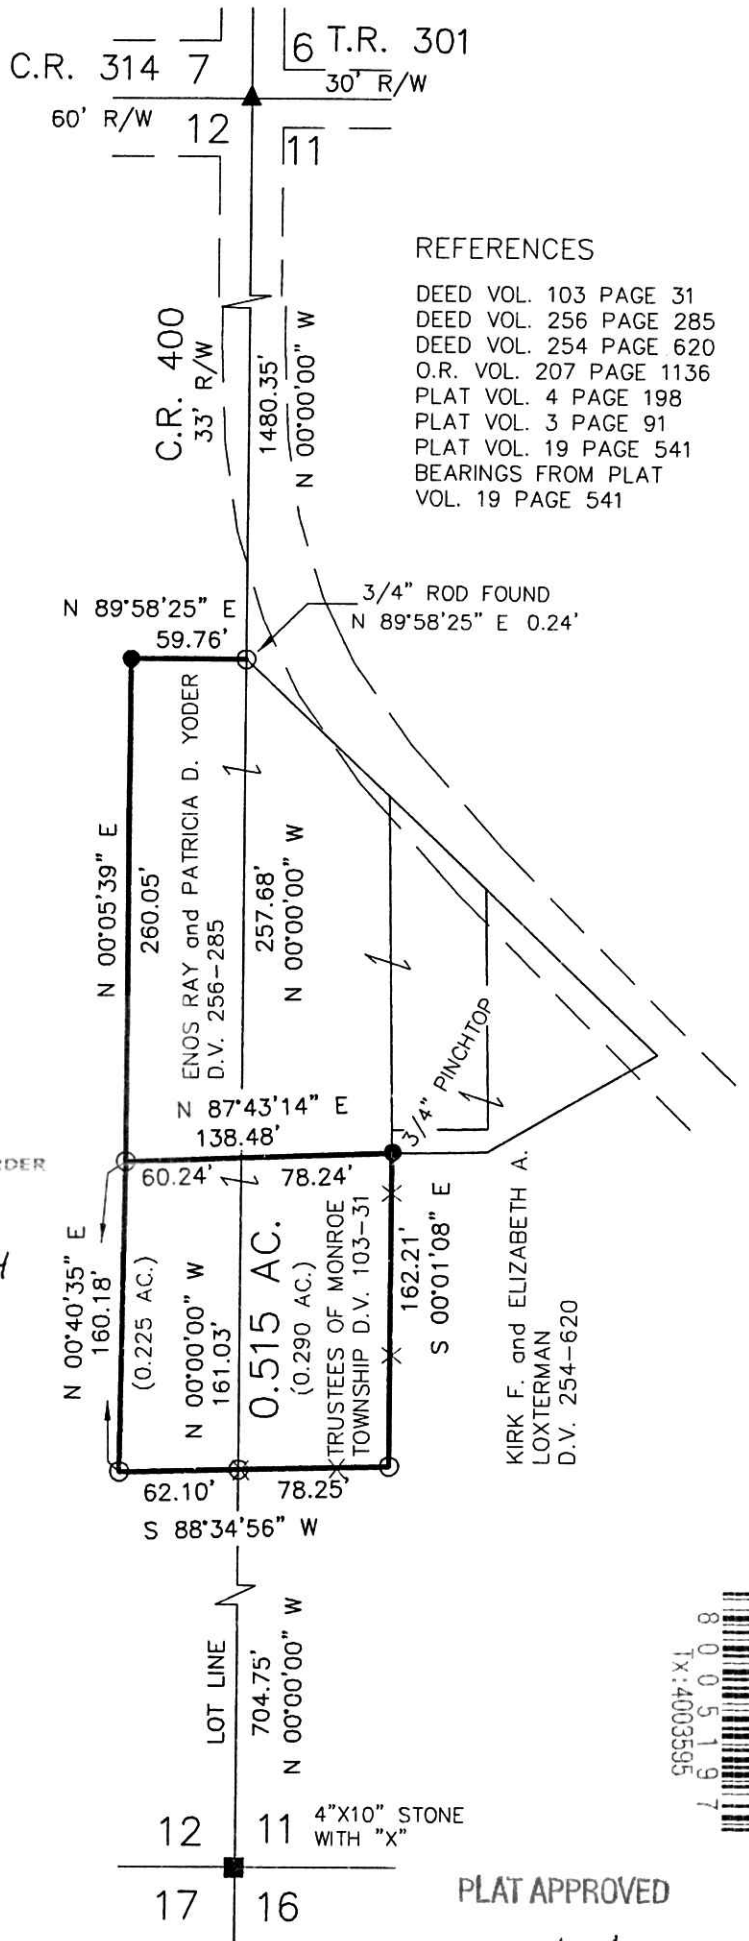 6 T.R. 301
C.R. 314 7
30' R/W
60' R/W 12
11
REFERENCES
DEED VOL. 103 PAGE 31
DEED VOL. 256 PAGE 285
DEED VOL. 254 PAGE 620
O.R. VOL. 207 PAGE 1136
PLAT VOL. 4 PAGE 198
PLAT VOL. 3 PAGE 91
PLAT VOL. 19 PAGE 541
BEARINGS FROM PLAT
VOL. 19 PAGE 541
C.R. 400
33' R/W
1480.35'
N 00°00'00" W
N 89°58'25" E
59.76'
3/4" ROD FOUND
N 89°58'25" E 0.24'
N 00°05'39" E
260.05'
ENOS RAY and PATRICIA D. YODER
D.V. 256-285
257.68'
N 00°00'00" W
3/4" PINCHTOP
N 87°43'14" E
138.48'
60.24' 78.24'
RDER
N 00°40'35" E
160.18'
(0.225 AC.)
N 00°00'00" W
161.03'
0.515 AC.
(0.290 AC.)
TRUSTEES OF MONROE
TOWNSHIP D.V. 103-31
162.21'
S 00°01'08" E
KIRK F. and ELIZABETH A.
LOXTERMAN
D.V. 254-620
62.10' 78.25'
S 88°34'56" W
LOT LINE
704.75'
N 00°00'00" W
8005197
Tx:4003595
12 11
4"X10" STONE
WITH "X"
17 16
PLAT APPROVED